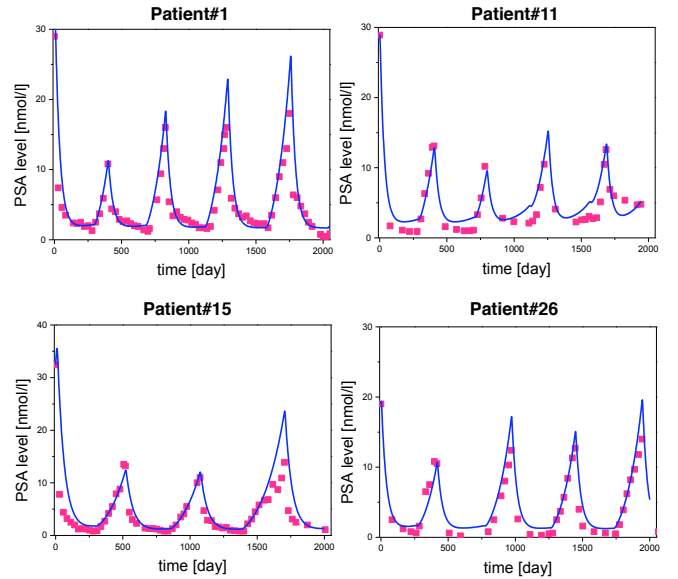 Patient#1
PSA level [nmol/l]
30
20
10
0
0 500 1000 1500 2000
time [day]
Patient#11
PSA level [nmol/l]
30
20
10
0
0 500 1000 1500 2000
time [day]
Patient#15
PSA level [nmol/l]
40
30
20
10
0
0 500 1000 1500 2000
time [day]
Patient#26
PSA level [nmol/l]
30
20
10
0
0 500 1000 1500 2000
time [day]